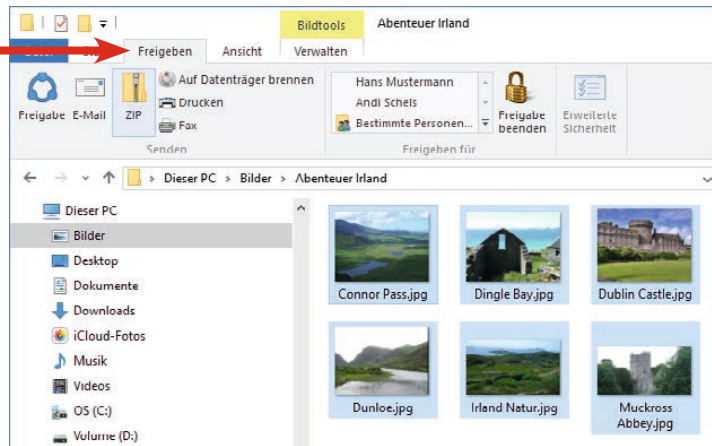 Bildtools
Abenteuer Irland
Datei
Freigeben
Ansicht
Verwalten
Freigabe
E-Mail
ZIP
Auf Datenträger brennen
Drucken
Fax
Senden
Hans Mustermann
Andi Schels
Bestimmte Personen...
Freigeben für
Freigabe
beenden
Erweiterte
Sicherheit
Dieser PC > Bilder > Abenteuer Irland
Dieser PC
Bilder
Desktop
Dokumente
Downloads
iCloud-Fotos
Musik
Videos
OS (C:)
Volume (D:)
Connor Pass.jpg
Dingle Bay.jpg
Dublin Castle.jpg
Dunloe.jpg
Irland Natur.jpg
Muckross
Abbey.jpg